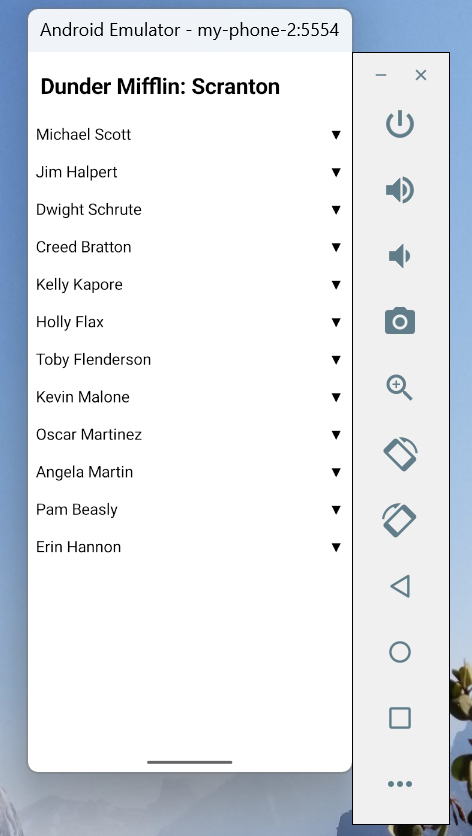 Android Emulator - my-phone-2:5554
Dunder Mifflin: Scranton
Michael Scott
Jim Halpert
Dwight Schrute
Creed Bratton
Kelly Kapore
Holly Flax
Toby Flenderson
Kevin Malone
Oscar Martinez
Angela Martin
Pam Beasly
Erin Hannon